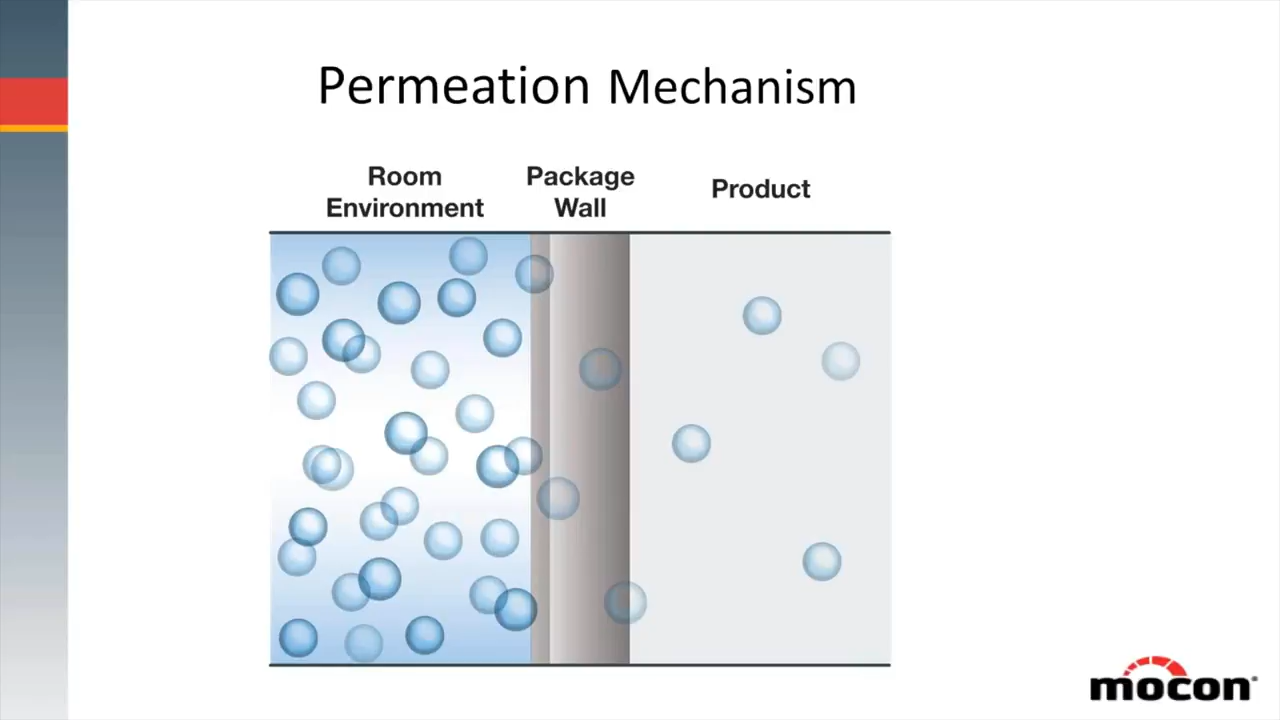 Permeation Mechanism
Room
Environment
Package
Wall
Product
mocon®